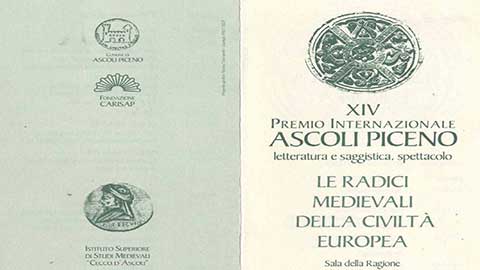 COMUNE DI
ASCOLI PICENO
FONDAZIONE
CARISAP
ISTITUTO SUPERIORE
DI STUDI MEDIEVALI
"CECCO D'ASCOLI"
XIV
PREMIO INTERNAZIONALE
ASCOLI PICENO
letteratura e saggistica, spettacolo
LE RADICI
MEDIEVALI
DELLA CIVILTÀ
EUROPEA
Sala della Ragione